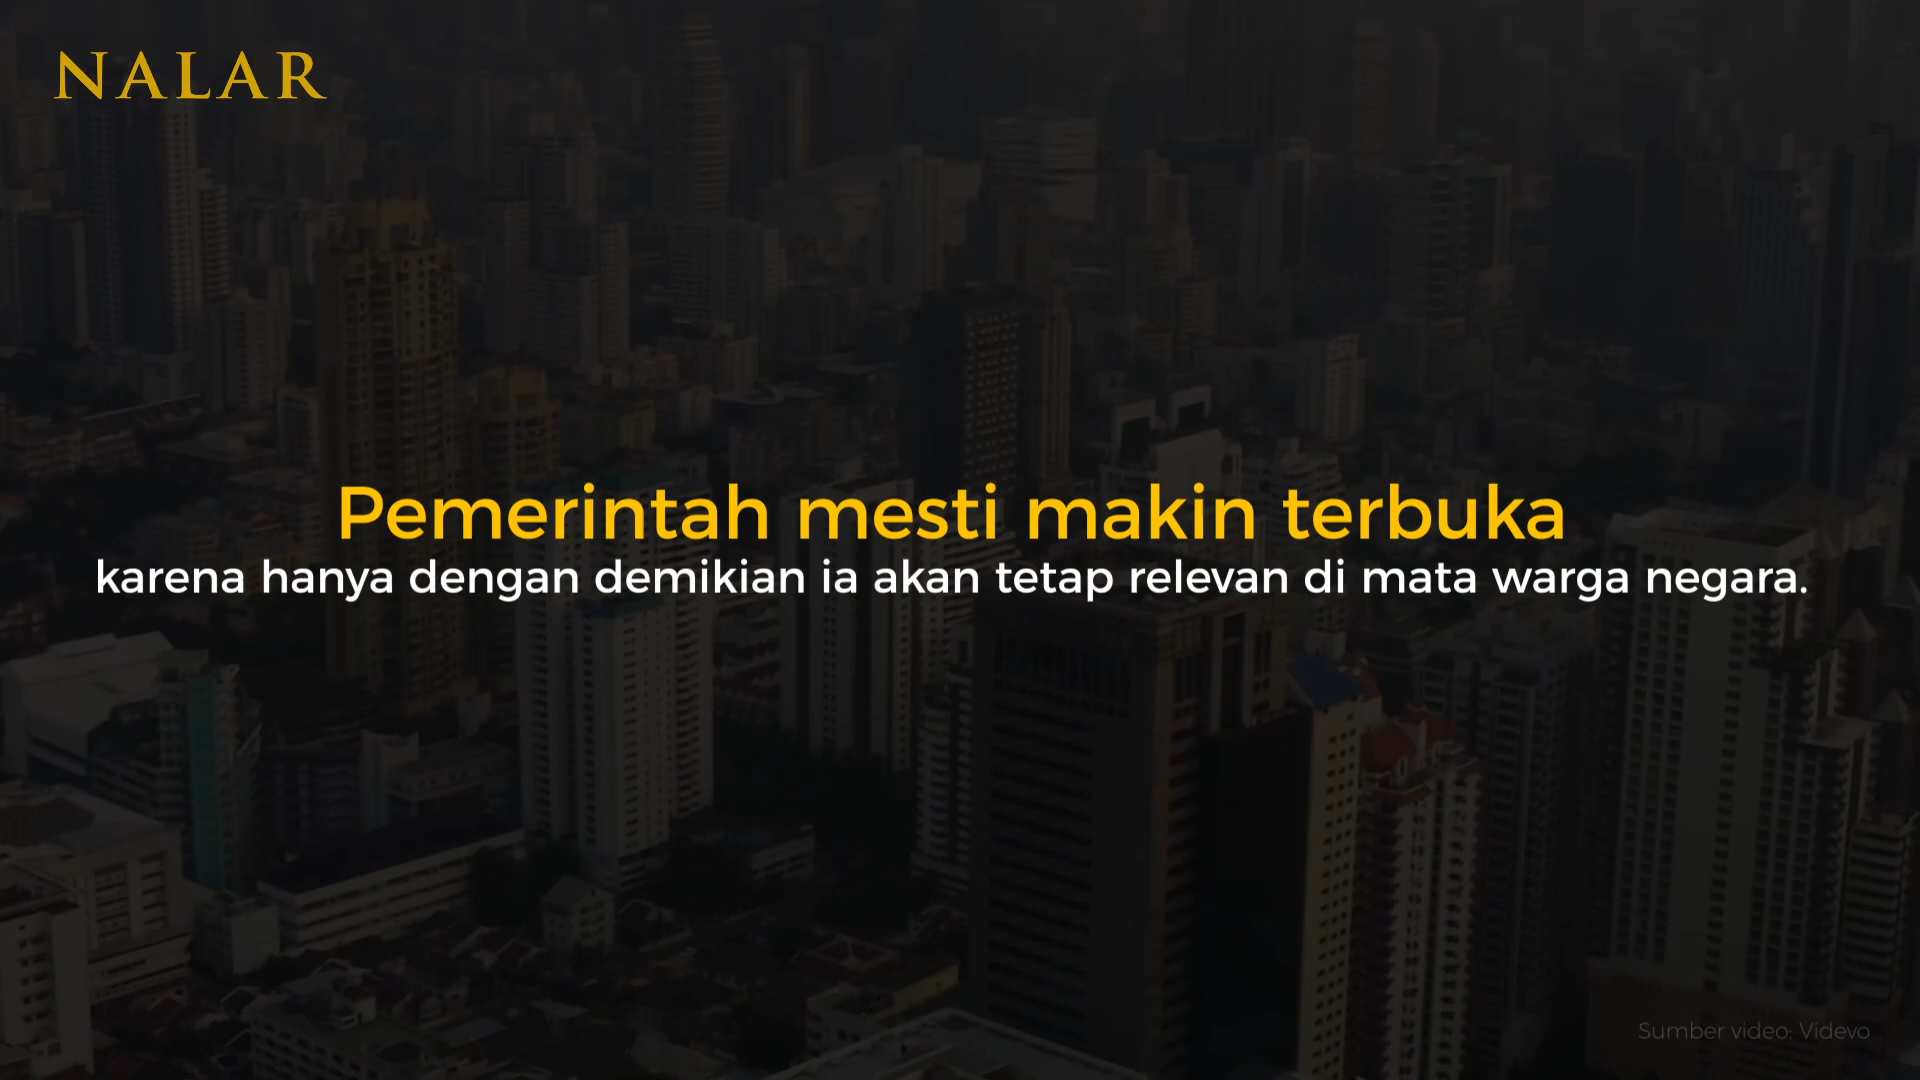 NALAR
Pemerintah mesti makin terbuka
karena hanya dengan demikian ia akan tetap relevan di mata warga negara.
Sumber video: Videvo